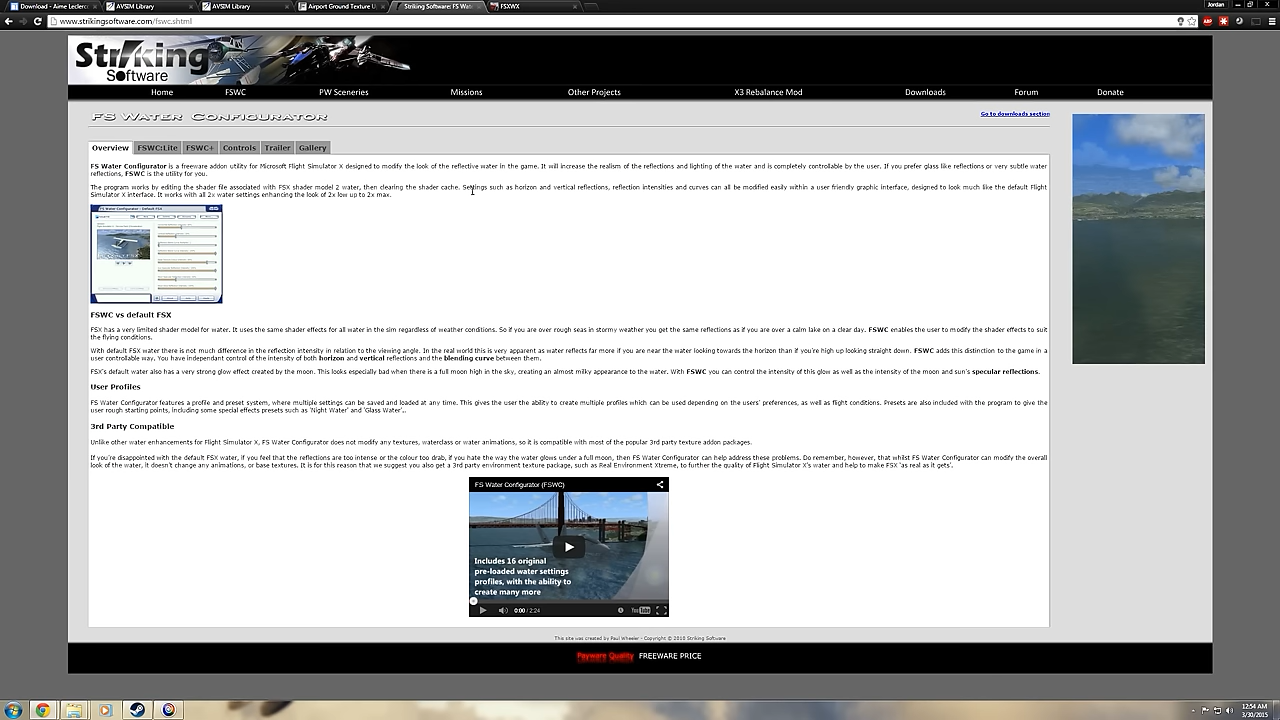 Download - Aime Leclerc
AVSIM Library
AVSIM Library
Airport Ground Texture U
Striking Software: FS Wat
FSXWX
Jordan
www.strikingsoftware.com/fswc.shtml
ABP
Striking
Software
Home
FSWC
PW Sceneries
Missions
Other Projects
X3 Rebalance Mod
Downloads
Forum
Donate
FS Water Configurator
Go to downloads section
Overview
FSWC:Lite
FSWC+
Controls
Trailer
Gallery
FS Water Configurator is a freeware addon utility for Microsoft Flight Simulator X designed to modify the look of the reflective water in the game. It will increase the realism of the reflections and lighting of the water and is completely controllable by the user. If you prefer glass like reflections or very subtle water
reflections, FSWC is the utility for you.
The program works by editing the shader file associated with FSX shader model 2 water, then clearing the shader cache. Settings such as horizon and vertical reflections, reflection intensities and curves can all be modified easily within a user friendly graphic interface, designed to look much like the default Flight
Simulator X interface. It works with all 2x water settings enhancing the look of 2x low up to 2x max.
FSWC vs default FSX
FSX has a very limited shader model for water. It uses the same shader effects for all water in the sim regardless of weather conditions. So if you are over rough seas in stormy weather you get the same reflections as if you are over a calm lake on a clear day. FSWC enables the user to modify the shader effects to suit
the flying conditions.
With default FSX water there is not much difference in the reflection intensity in relation to the viewing angle. In the real world this is very apparent as water reflects far more if you are near the water looking towards the horizon than if you're high up looking straight down. FSWC adds this distinction to the game in a
user controllable way. You have independant control of the intensity of both horizon and vertical reflections and the blending curve between them.
FSX's default water also has a very strong glow effect created by the moon. This looks especially bad when there is a full moon high in the sky, creating an almost milky appearance to the water. With FSWC you can control the intensity of this glow as well as the intensity of the moon and sun's specular reflections.
User Profiles
FS Water Configurator features a profile and preset system, where multiple settings can be saved and loaded at any time. This gives the user the ability to create multiple profiles which can be used depending on the users' preferences, as well as flight conditions. Presets are also included with the program to give the
user rough starting points, including some special effects presets such as 'Night Water' and 'Glass Water'..
3rd Party Compatible
Unlike other water enhancements for Flight Simulator X, FS Water Configurator does not modify any textures, waterclass or water animations, so it is compatible with most of the popular 3rd party texture addon packages.
If you're disappointed with the default FSX water, if you feel that the reflections are too intense or the colour too drab, if you hate the way the water glows under a full moon, then FS Water Configurator can help address these problems. Do remember, however, that whilst FS Water Configurator can modify the overall
look of the water, it doesn't change any animations, or base textures. It is for this reason that we suggest you also get a 3rd party environment texture package, such as Real Environment Xtreme, to further the quality of Flight Simulator X's water and help to make FSX 'as real as it gets'.
FS Water Configurator (FSWC)
Includes 16 original
pre-loaded water settings
profiles, with the ability to
create many more
0:00 / 2:24
YouTube
This site was created by Paul Wheeler - Copyright © 2010 Striking Software
Payware Quality FREEWARE PRICE
12:54 AM
3/30/2015